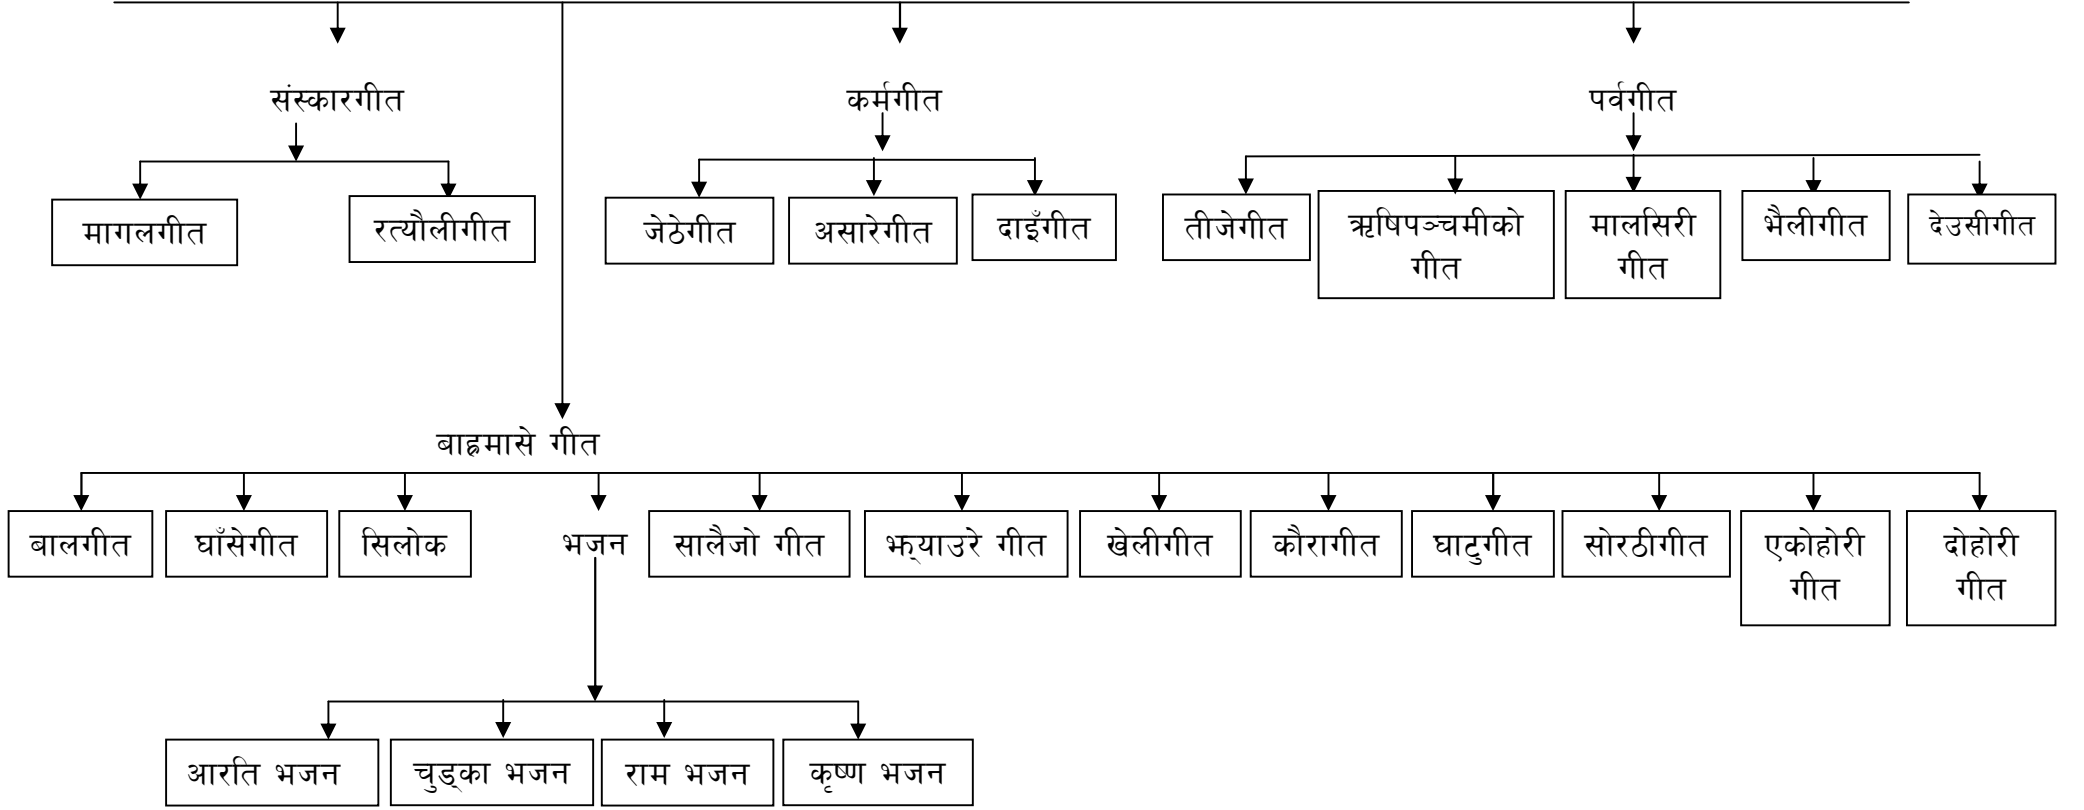 संस्कारगीत कर्मगीत पर्वगीत
मागलगीत रत्यौलीगीत जेठेगीत असारेगीत दाइँगीत तीजेगीत ऋषिपञ्चमीको मालसिरी भैलीगीत देउसीगीत
गीत गीत
बाह्रमासे गीत
बालगीत घाँसेगीत सिलोक भजन सालैजो गीत झ्याउरे गीत खेलीगीत कौरागीत घाटुगीत सोरठीगीत एकोहोरी दोहोरी
गीत गीत
आरति भजन चुड्का भजन राम भजन कृष्ण भजन